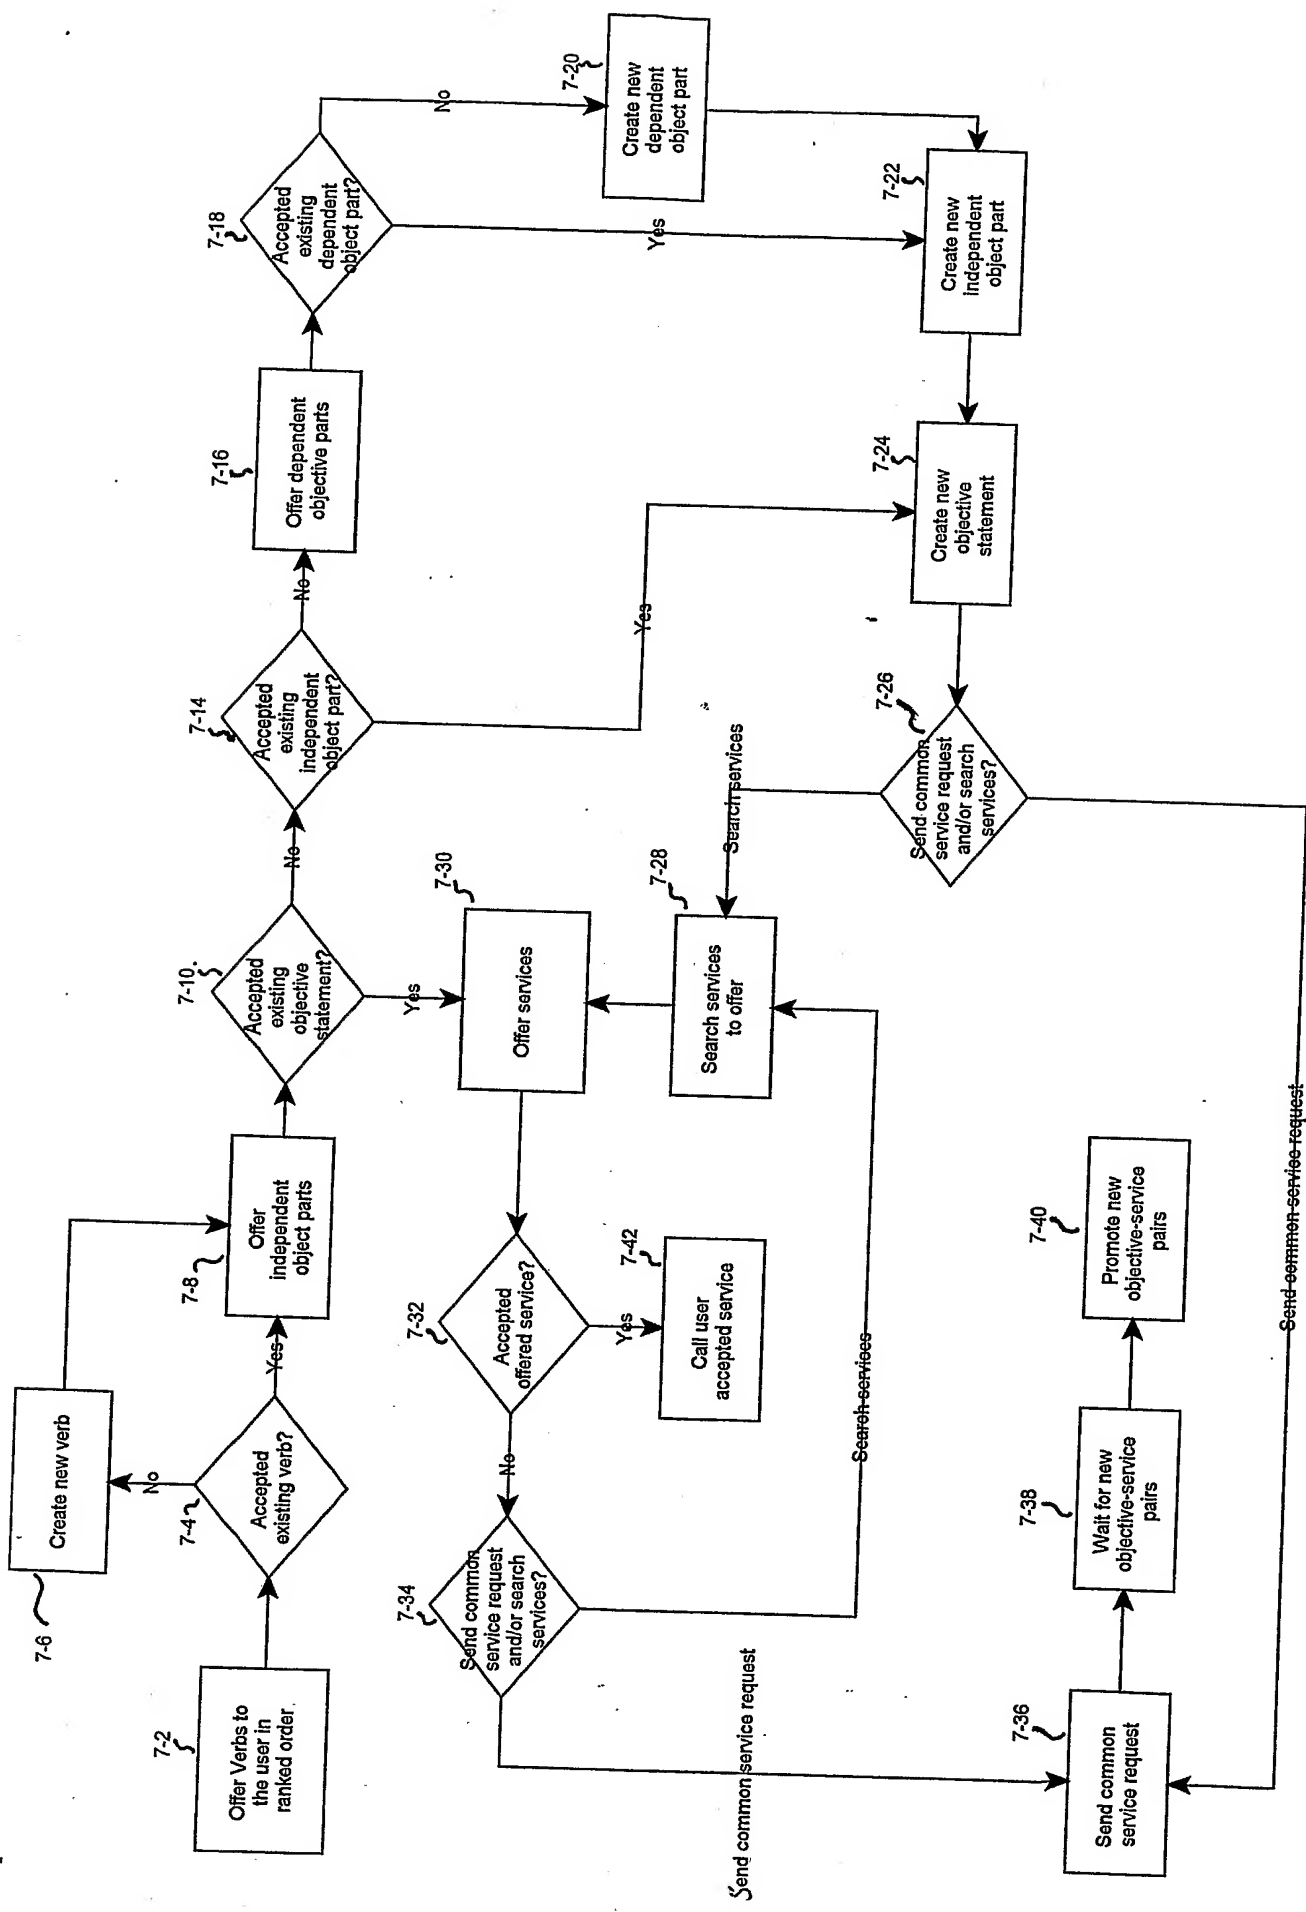 7-2
Offer Verbs to
the user in
ranked order
7-4
Accepted
existing verb?
No
Yes
7-6
Create new verb
7-8
Offer
independent
object parts
7-10.
Accepted
existing
objective
statement?
No
Yes
7-14
Accepted
existing
independent
object part?
No
Yes
7-16
Offer dependent
objective parts
7-18
Accepted
existing
dependent
object part?
No
Yes
7-20
Create new
dependent
object part
7-22
Create new
independent
object part
7-24
Create new
objective
statement
7-26
Send common
service request
and/or search
services?
Search services
Send common service request
7-28
Search services
to offer
7-30
Offer services
7-32
Accepted
offered service?
Yes
No
7-42
Call user
accepted service
7-34
Send common
service request
and/or search
services?
Search services
Send common service request
7-36
Send common
service request
7-38
Wait for new
objective-service
pairs
7-40
Promote new
objective-service
pairs